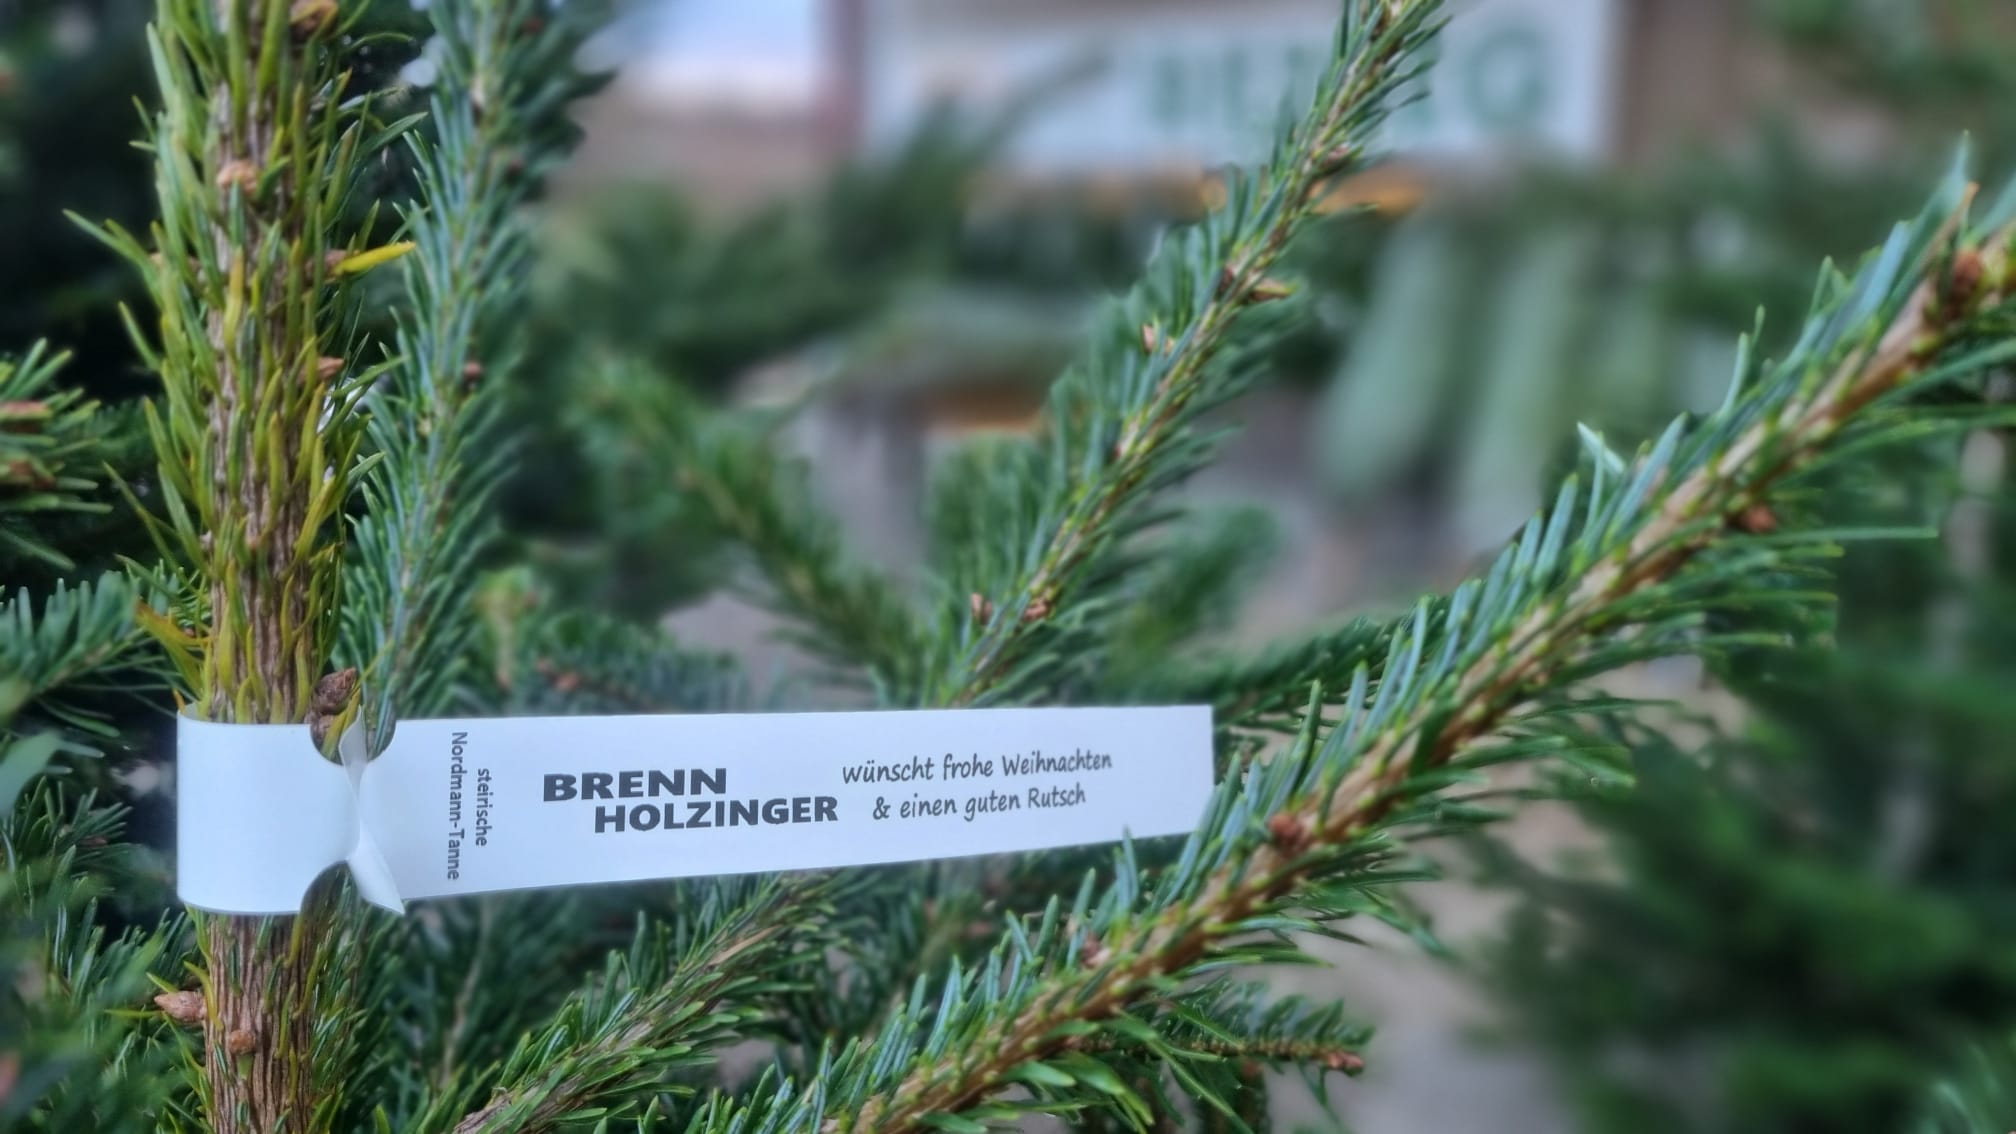 steirische
Nordmann-Tanne
BRENN
HOLZINGER
wünscht frohe Weihnachten
& einen guten Rutsch